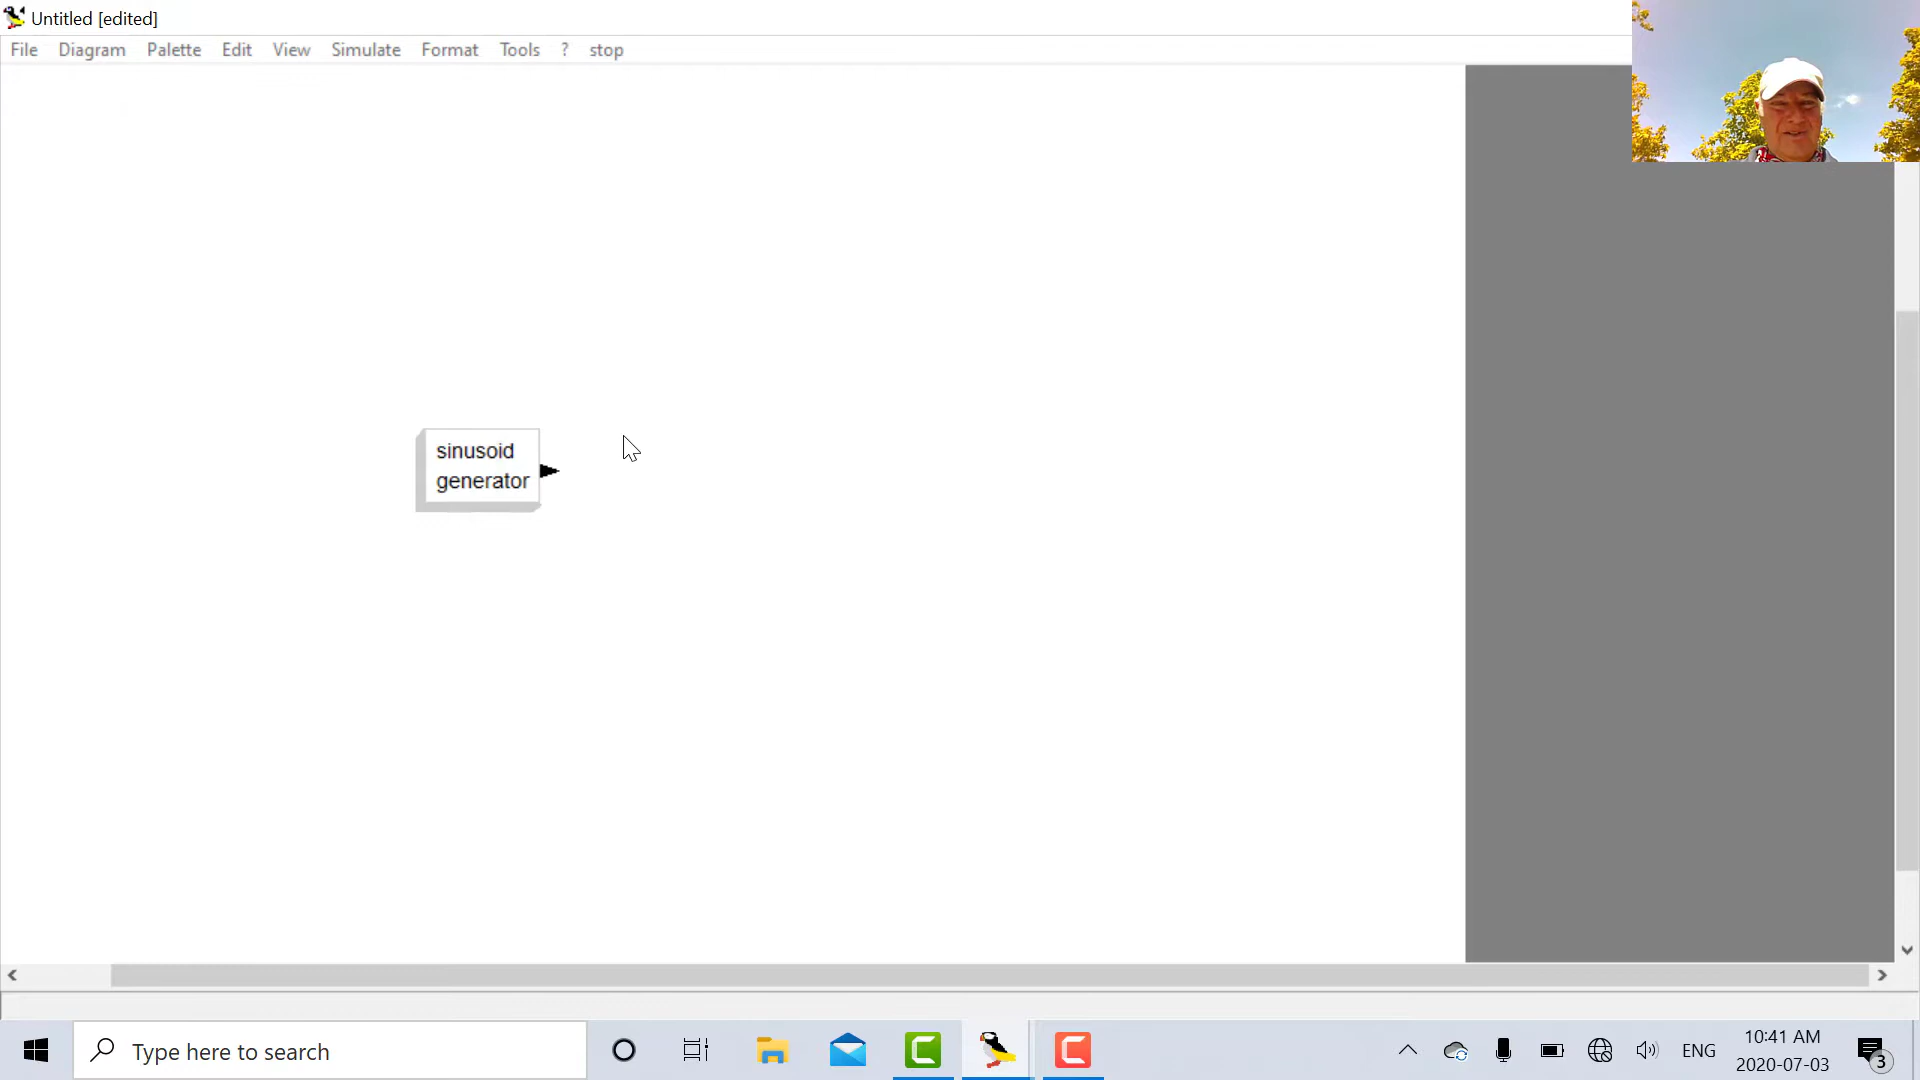 Untitled [edited]
File Diagram Palette Edit View Simulate Format Tools ? stop
sinusoid
generator
Type here to search
ENG
10:41 AM
2020-07-03
3